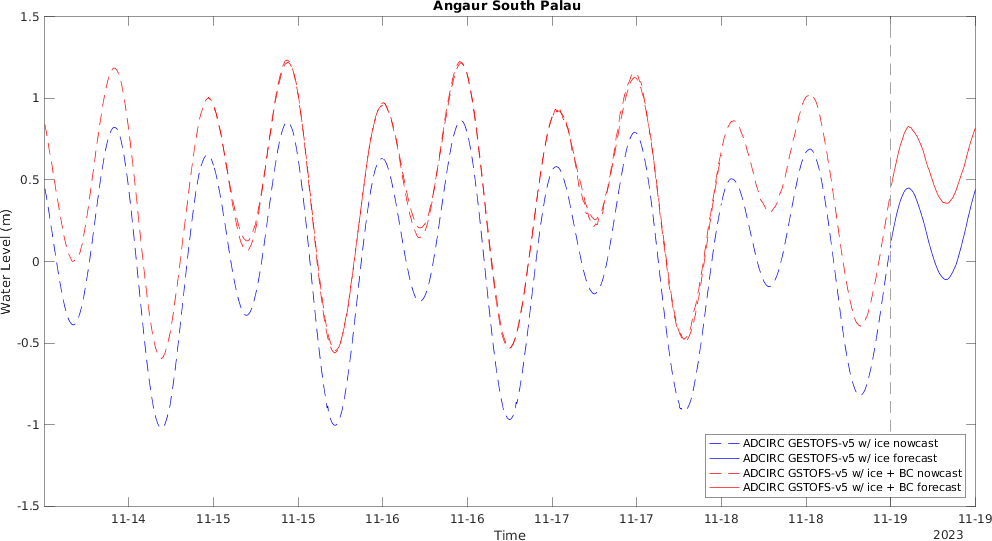 Angaur South Palau
1.5
1
0.5
0
-0.5
-1
-1.5
Water Level (m)
ADCIRC GESTOFS-v5 w/ ice nowcast
ADCIRC GESTOFS-v5 w/ ice forecast
ADCIRC GSTOFS-v5 w/ ice + BC nowcast
ADCIRC GSTOFS-v5 w/ ice + BC forecast
11-14 11-15 11-15 11-16 11-16 11-17 11-17 11-18 11-18 11-19 11-19
Time
2023